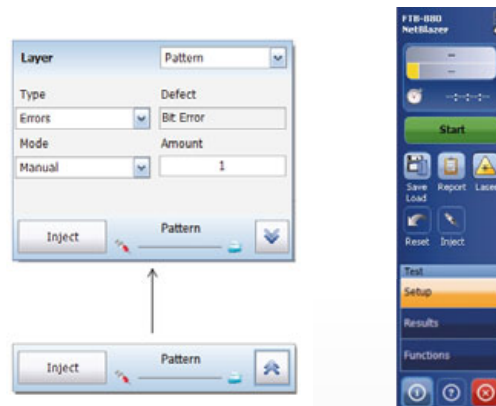 Layer
Pattern
Type
Defect
Errors
Bit Error
Mode
Amount
Manual
1
Inject
Pattern
Inject
Pattern
FTB-880
NetBlazer
--
--
--:--:--
Start
Save
Load
Report
Laser
Reset
Inject
Test
Setup
Results
Functions